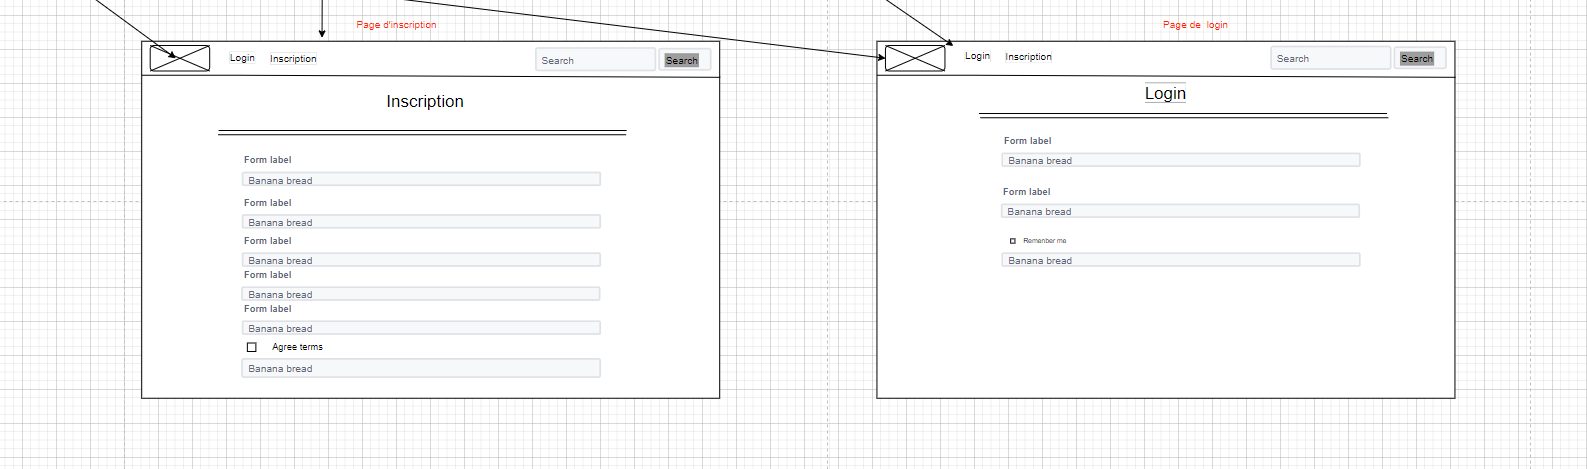 Page d'inscription
Login
Inscription
Search
Search
Inscription
Form label
Banana bread
Form label
Banana bread
Form label
Banana bread
Form label
Banana bread
Form label
Banana bread
Agree terms
Banana bread
Page de login
Login
Inscription
Search
Search
Login
Form label
Banana bread
Form label
Banana bread
Remenber me
Banana bread